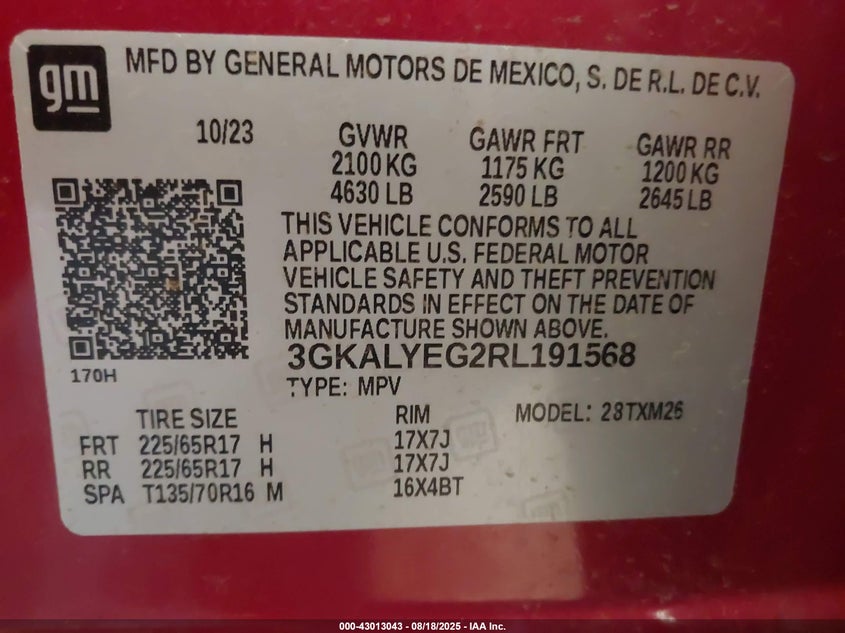 gm
MFD BY GENERAL MOTORS DE MEXICO, S. DE R.L. DE C.V.
10/23 GVWR GAWR FRT GAWR RR
2100 KG 1175 KG 1200 KG
4630 LB 2590 LB 2645 LB
THIS VEHICLE CONFORMS TO ALL
APPLICABLE U.S. FEDERAL MOTOR
VEHICLE SAFETY AND THEFT PREVENTION
STANDARDS IN EFFECT ON THE DATE OF
MANUFACTURE SHOWN ABOVE.
3GKALYEG2RL191568
170H
TYPE: MPV
TIRE SIZE RIM MODEL: 28TXM26
FRT 225/65R17 H 17X7J
RR 225/65R17 H 17X7J
SPA T135/70R16 M 16X4BT
000-43013043 - 08/18/2025 - IAA Inc.